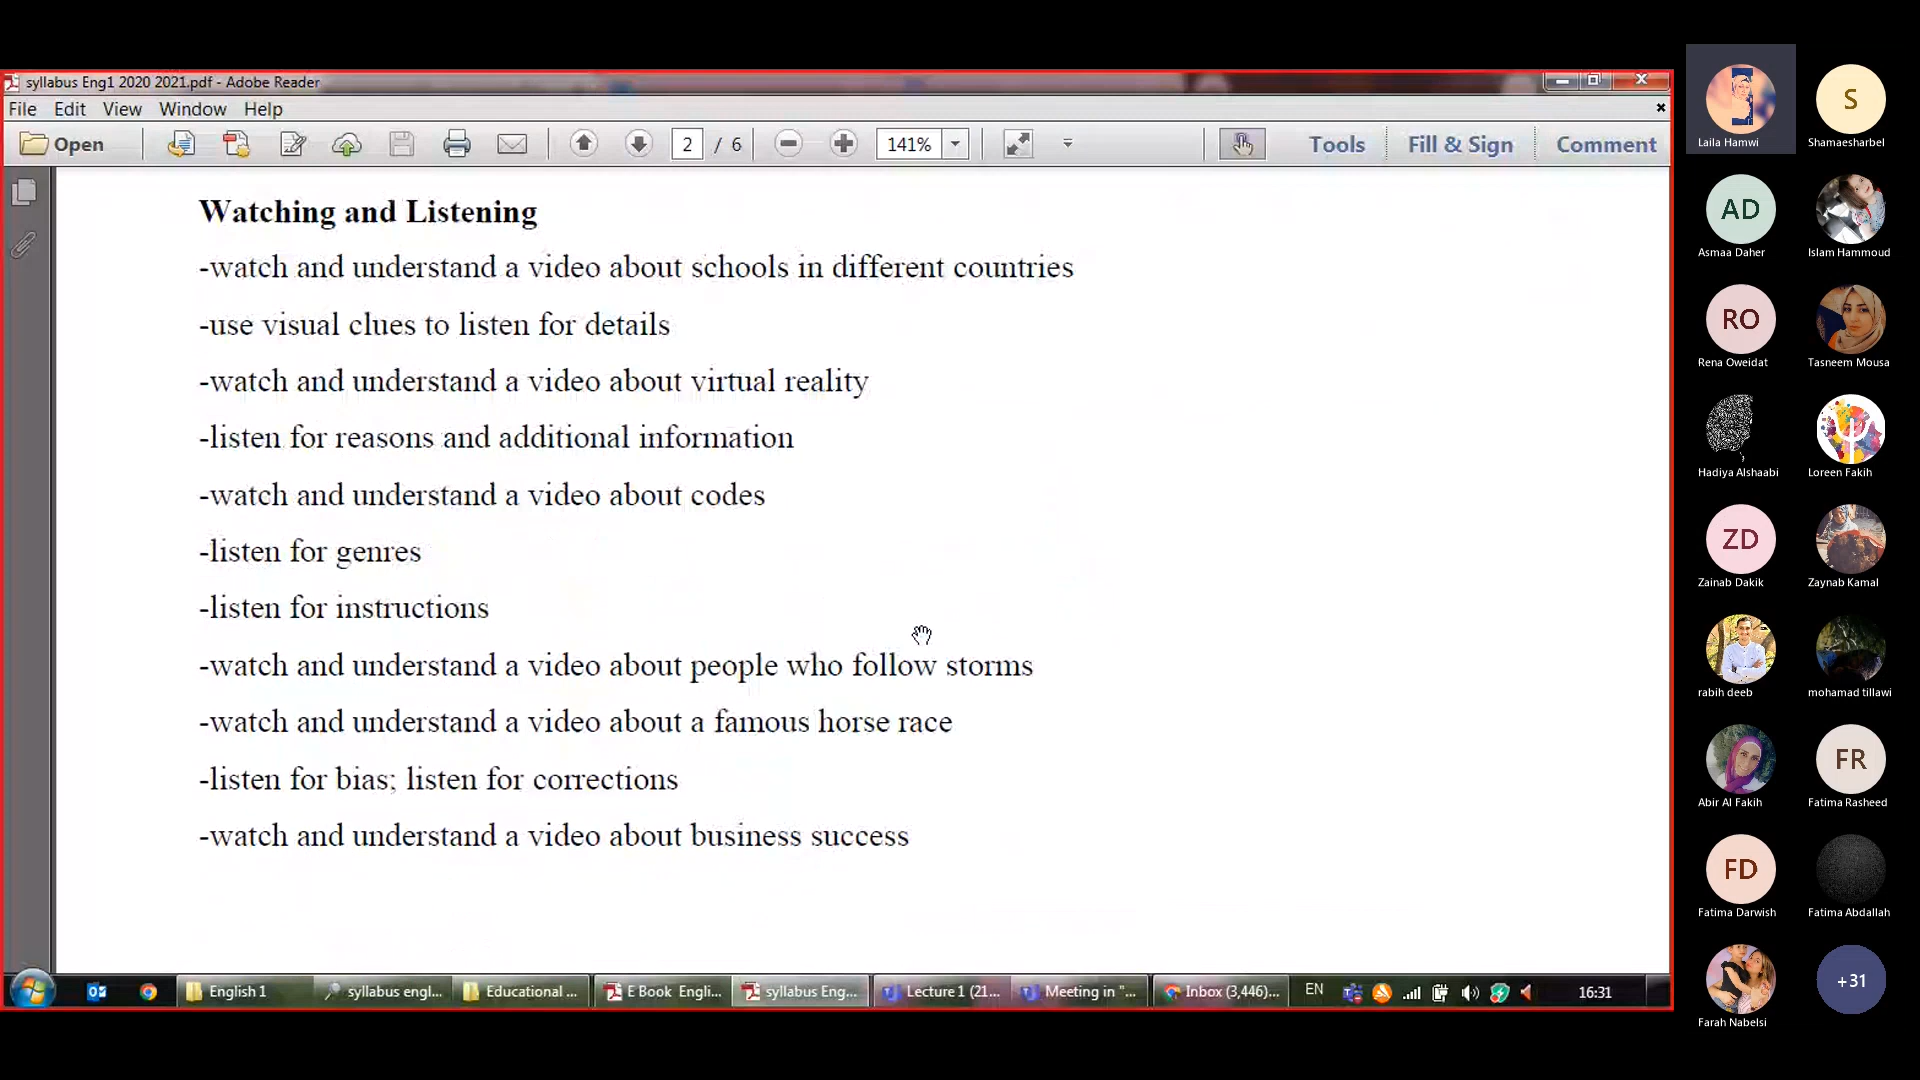 syllabus Eng1 2020 2021.pdf - Adobe Reader
File Edit View Window Help
Open 2 / 6 141% Tools Fill & Sign Comment
Watching and Listening
-watch and understand a video about schools in different countries
-use visual clues to listen for details
-watch and understand a video about virtual reality
-listen for reasons and additional information
-watch and understand a video about codes
-listen for genres
-listen for instructions
-watch and understand a video about people who follow storms
-watch and understand a video about a famous horse race
-listen for bias; listen for corrections
-watch and understand a video about business success
English 1 syllabus engl... Educational ... E Book Engli... syllabus Eng... Lecture 1 (21... Meeting in "... Inbox (3,446)... EN 16:31
S
Laila Hamwi Shamaesharbel
AD
Asmaa Daher Islam Hammoud
RO
Rena Oweidat Tasneem Mousa
Hadiya Alshaabi Loreen Fakih
ZD
Zainab Dakik Zaynab Kamal
rabih deeb mohamad tillawi
FR
Abir Al Fakih Fatima Rasheed
FD
Fatima Darwish Fatima Abdallah
+31
Farah Nabelsi